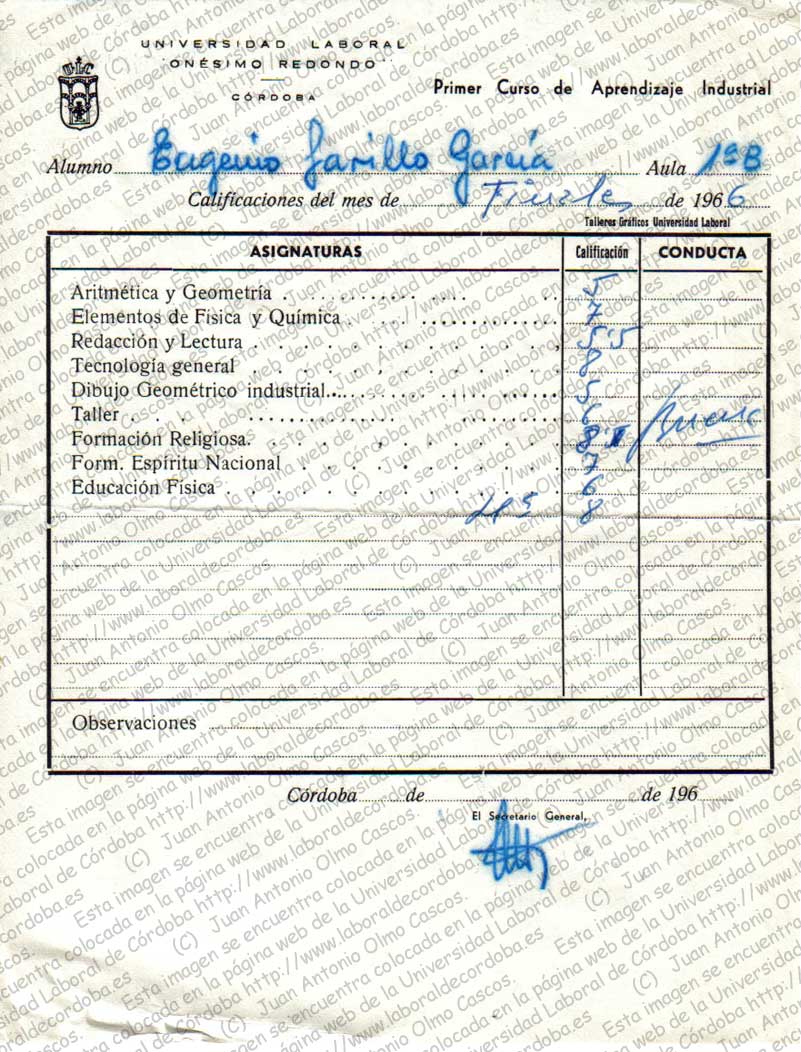 UNIVERSIDAD LABORAL
"ONÉSIMO REDONDO"
CÓRDOBA
Primer Curso de Aprendizaje Industrial
Alumno Eugenio Jarillo García Aula 1º B
Calificaciones del mes de Finales de 1966
Talleres Gráficos Universidad Laboral
ASIGNATURAS Calificación CONDUCTA
Aritmética y Geometría 5
Elementos de Física y Química 7
Redacción y Lectura 5'5
Tecnología general 8
Dibujo Geométrico industrial 5
Taller 6 Buena
Formación Religiosa. 8
Form. Espíritu Nacional 7
Educación Física 6
8
Observaciones
Córdoba de de 196
El Secretario General,
Esta imagen se encuentra colocada en la página web de la Universidad Laboral de Córdoba http://www.laboraldecordoba.es
(C) Juan Antonio Olmo Cascos.